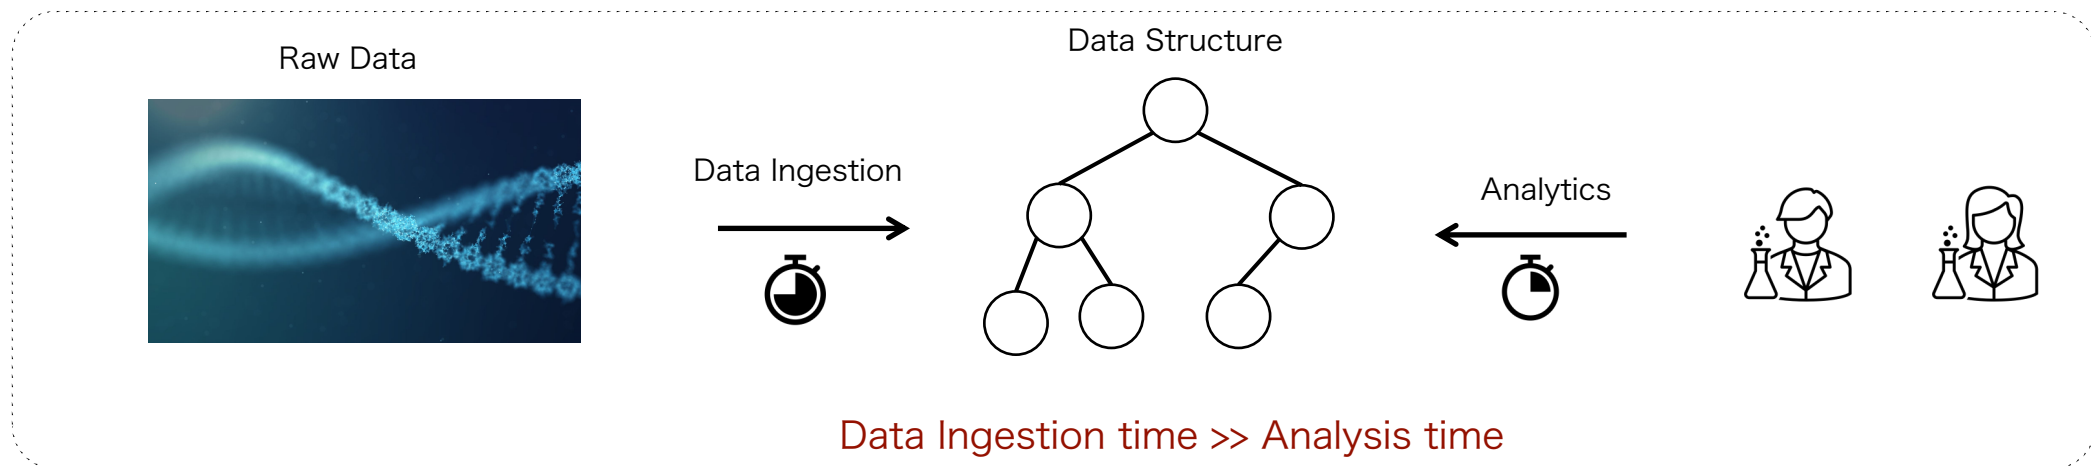 Raw Data
Data Ingestion
Data Structure
Analytics
Data Ingestion time >> Analysis time